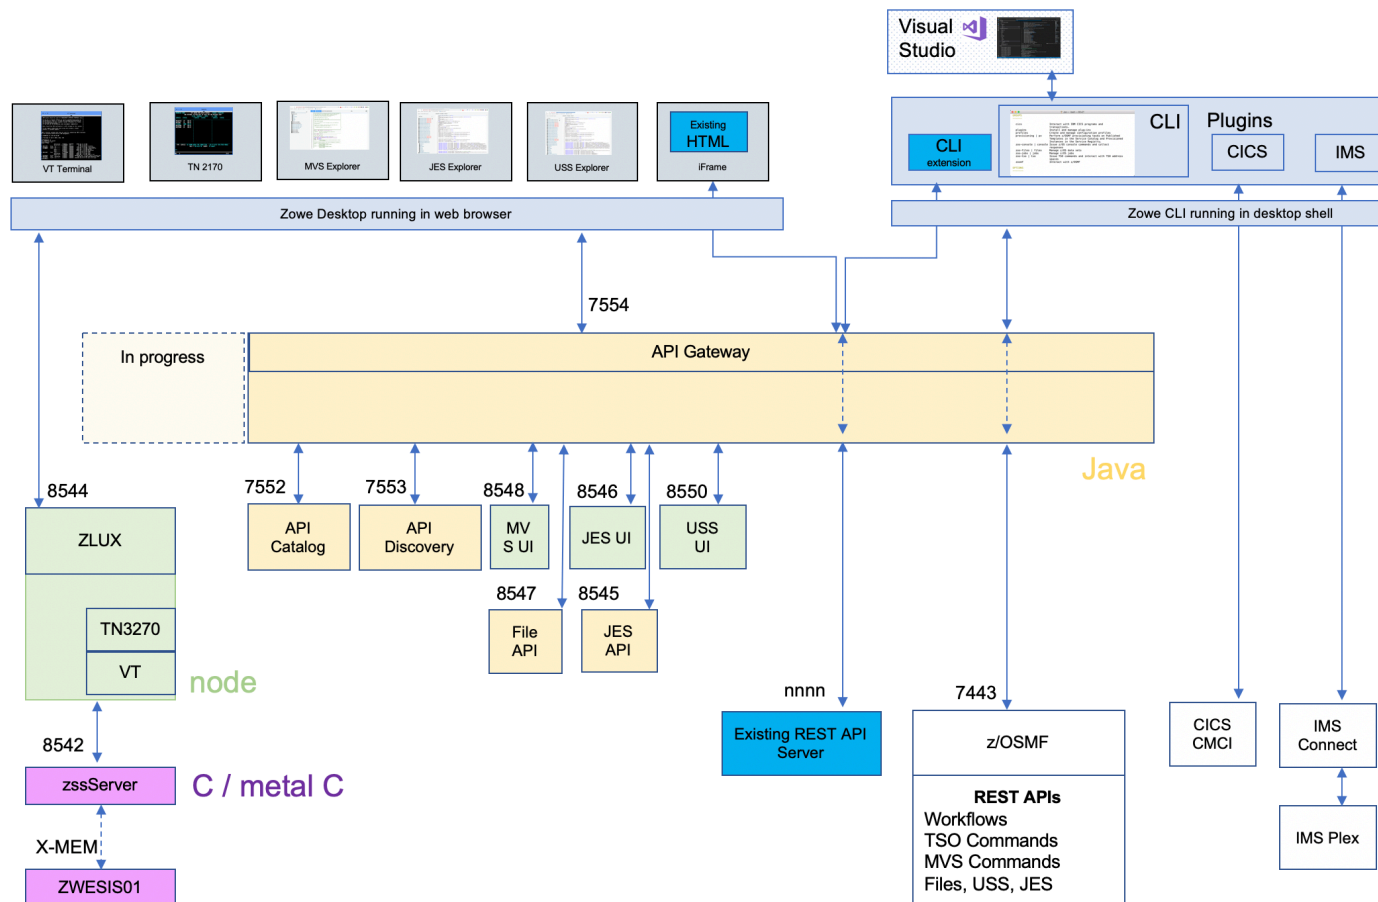 Visual
Studio
VT Terminal
TN 2170
MVS Explorer
JES Explorer
USS Explorer
Existing
HTML
iFrame
CLI
extension
CLI
Plugins
CICS
IMS
Zowe Desktop running in web browser
Zowe CLI running in desktop shell
7554
In progress
API Gateway
Java
8544
7552
7553
8548
8546
8550
ZLUX
API
Catalog
API
Discovery
MV
S UI
JES UI
USS
UI
8547
8545
TN3270
File
API
JES
API
VT
node
nnnn
7443
8542
Existing REST API
Server
z/OSMF
CICS
CMCI
IMS
Connect
zssServer
C / metal C
REST APIs
Workflows
TSO Commands
MVS Commands
Files, USS, JES
X-MEM
IMS Plex
ZWESIS01